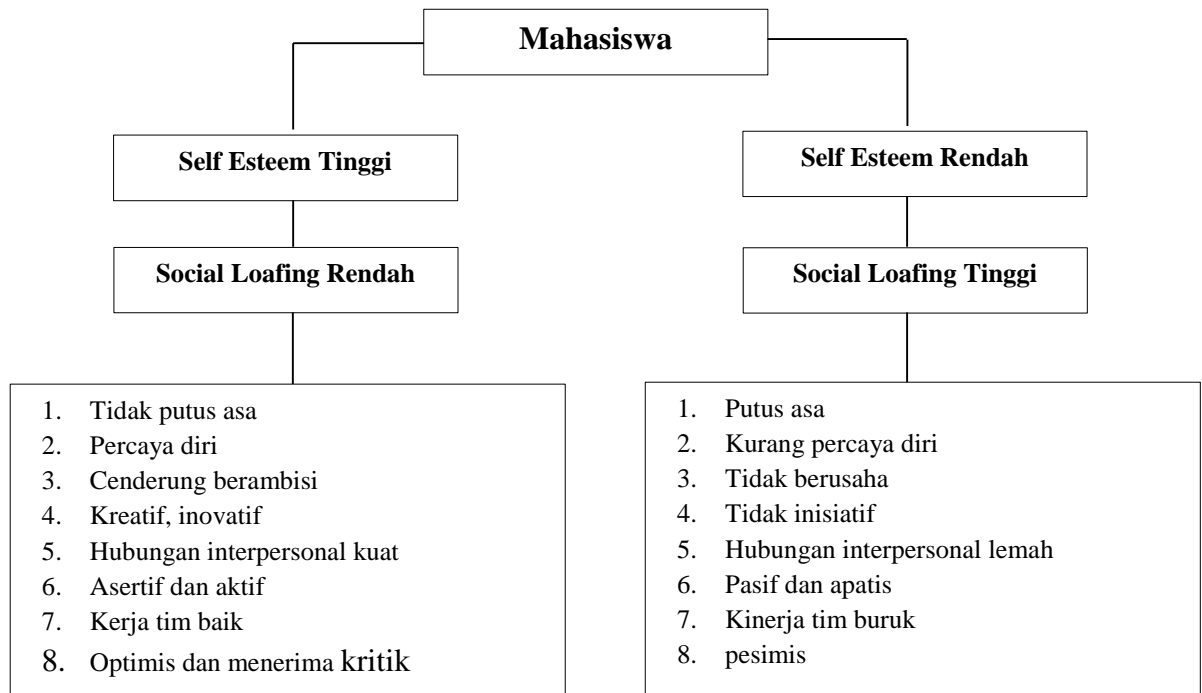 Mahasiswa
Self Esteem Tinggi
Self Esteem Rendah
Social Loafing Rendah
Social Loafing Tinggi
1. Tidak putus asa
2. Percaya diri
3. Cenderung berambisi
4. Kreatif, inovatif
5. Hubungan interpersonal kuat
6. Asertif dan aktif
7. Kerja tim baik
8. Optimis dan menerima kritik
1. Putus asa
2. Kurang percaya diri
3. Tidak berusaha
4. Tidak inisiatif
5. Hubungan interpersonal lemah
6. Pasif dan apatis
7. Kinerja tim buruk
8. pesimis